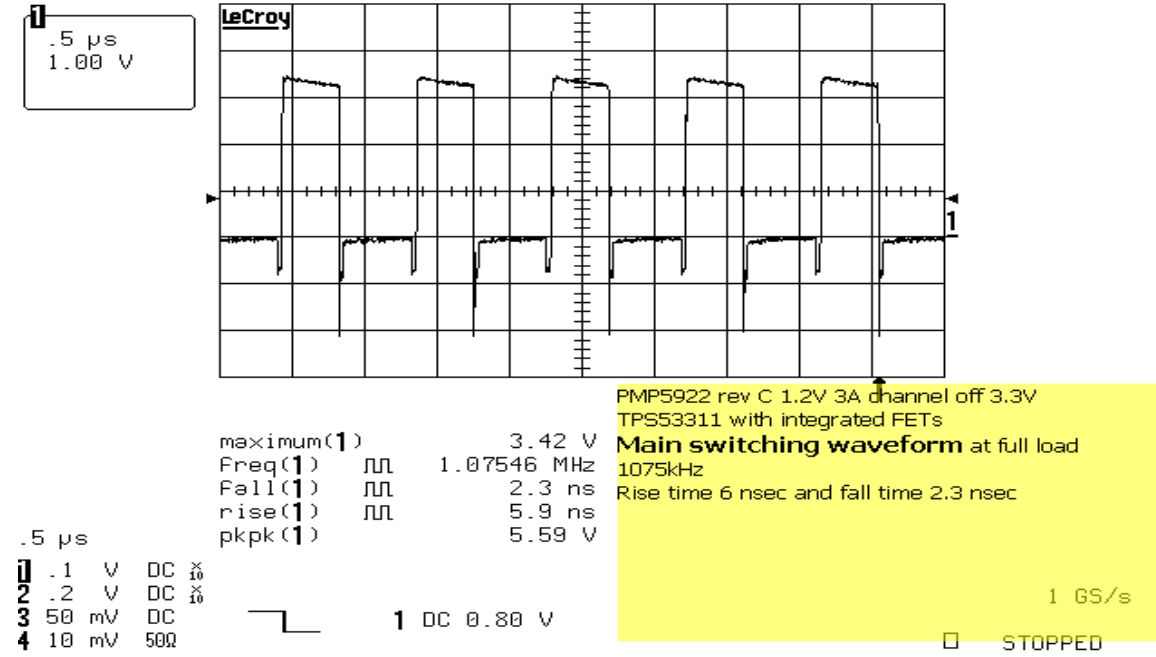 1
.5 µs
1.00 V
LeCroy
1
PMP5922 rev C 1.2V 3A channel off 3.3V
TPS53311 with integrated FETs
Main switching waveform at full load
1075kHz
Rise time 6 nsec and fall time 2.3 nsec
maximum(1) 3.42 V
Freq(1) 1.07546 MHz
Fall(1) 2.3 ns
rise(1) 5.9 ns
pkpk(1) 5.59 V
.5 µs
1 .1 V DC X10
2 .2 V DC X10
3 50 mV DC
4 10 mV 50Ω
1 DC 0.80 V
1 GS/s
STOPPED